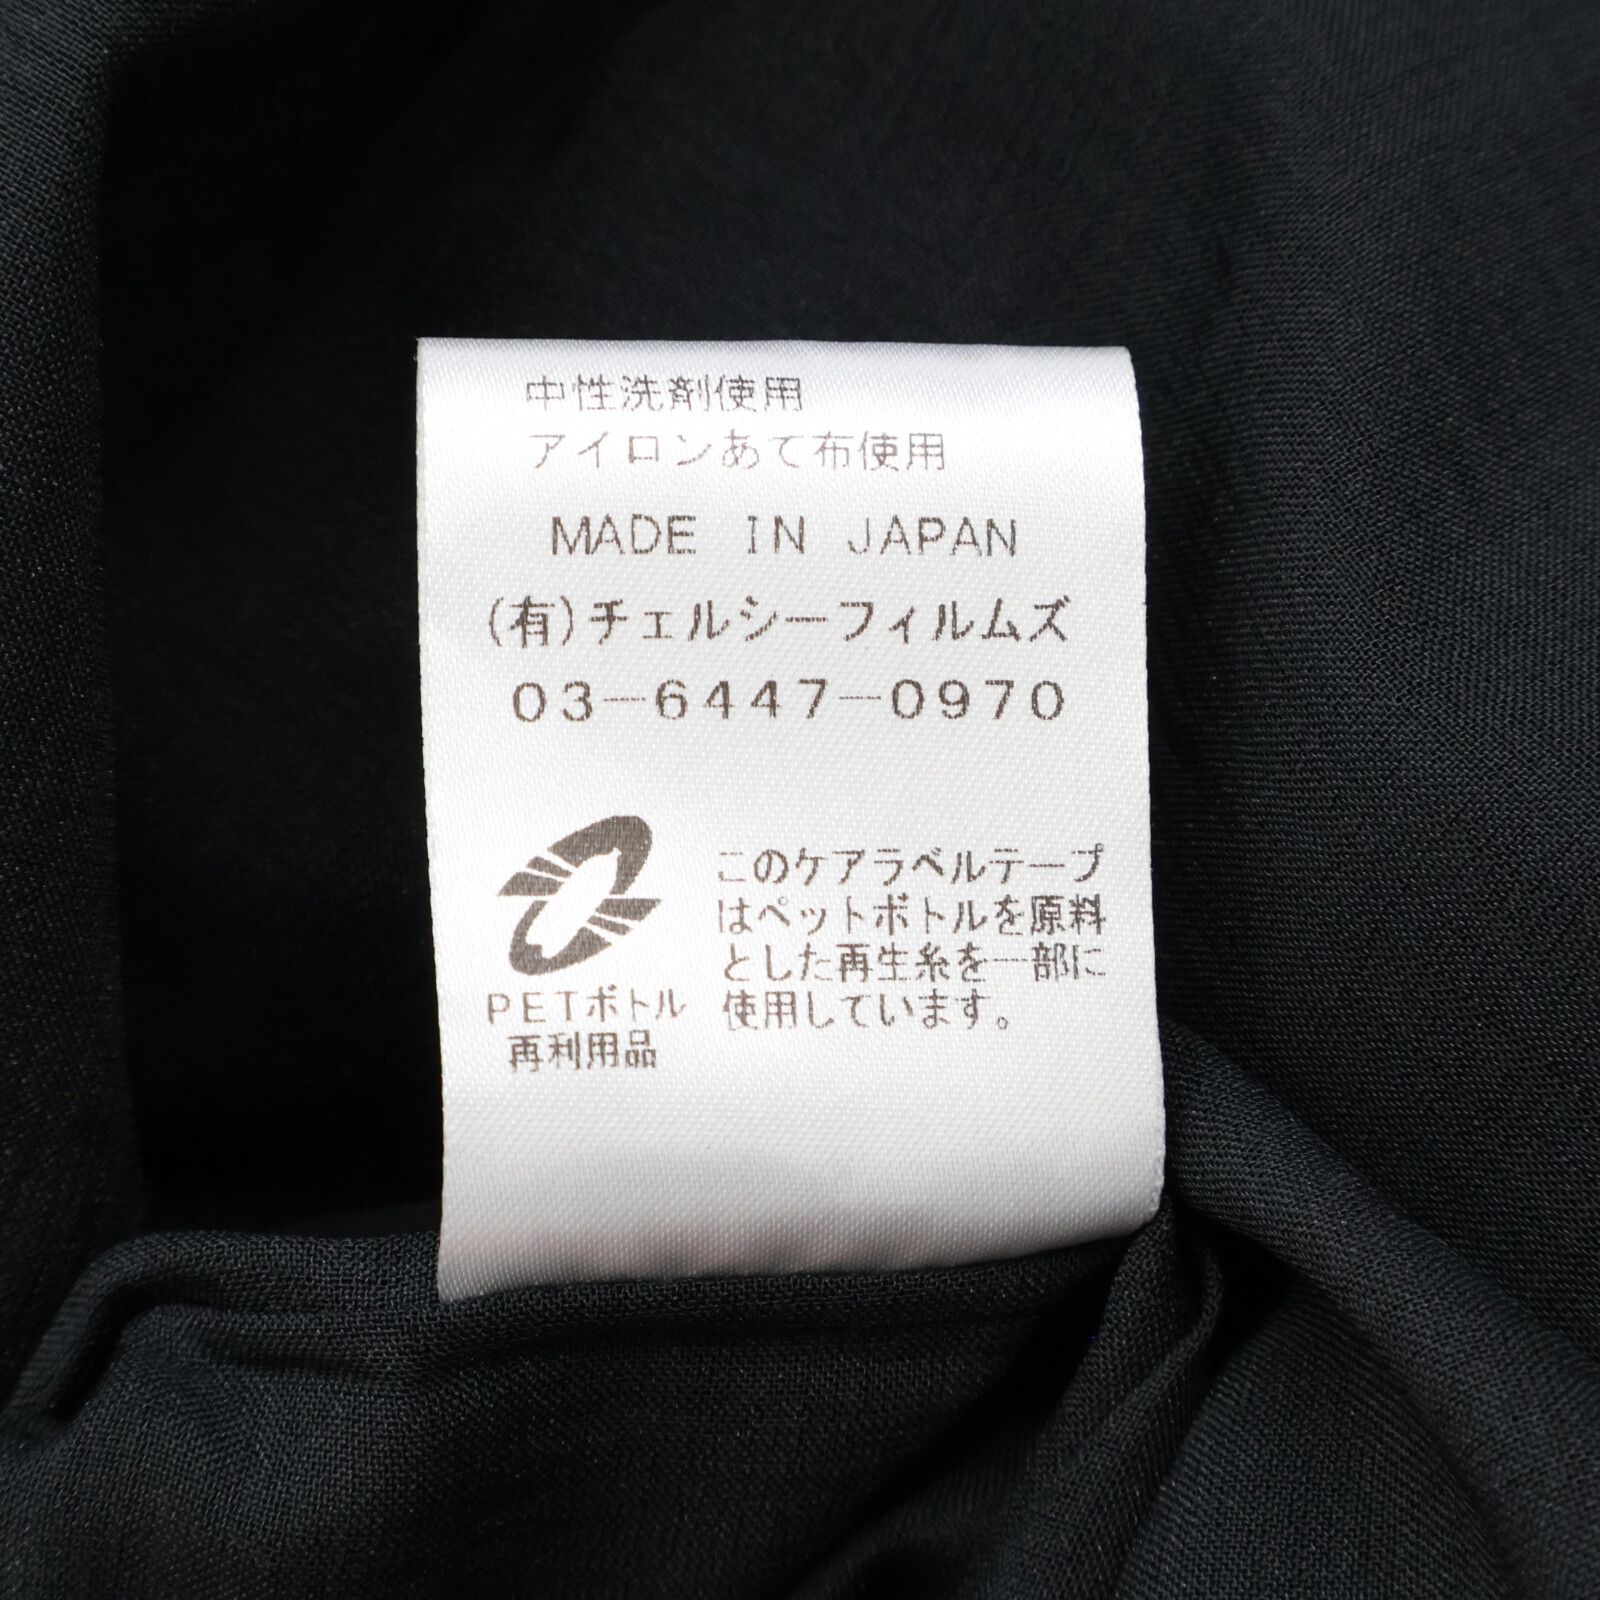 中性洗剤使用
アイロンあて布使用
MADE IN JAPAN
(有)チェルシーフィルムズ
03-6447-0970
PETボトル
再利用品
このケアラベルテープ
はペットボトルを原料
とした再生糸を一部に
使用しています。